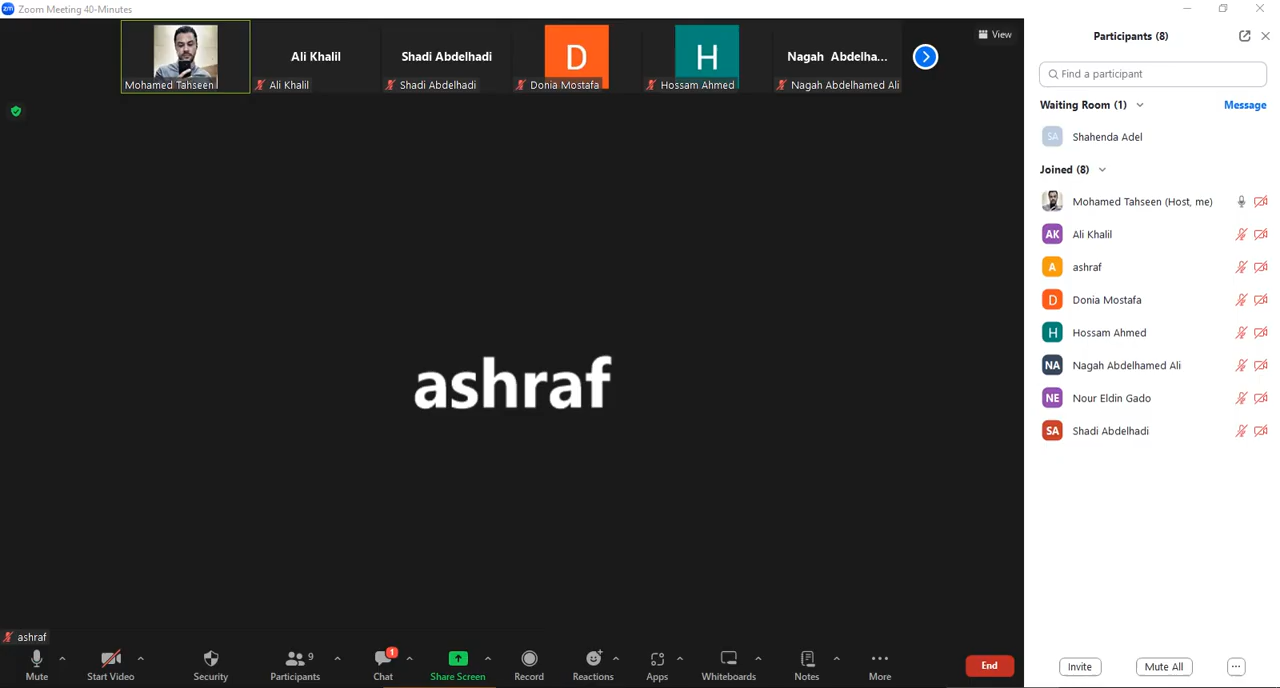 zm Zoom Meeting 40-Minutes
View
Mohamed Tahseen
Ali Khalil
Ali Khalil
Shadi Abdelhadi
Shadi Abdelhadi
D
Donia Mostafa
H
Hossam Ahmed
Nagah Abdelha...
Nagah Abdelhamed Ali
ashraf
ashraf
Mute
Start Video
Security
9
Participants
1
Chat
Share Screen
Record
Reactions
Apps
Whiteboards
Notes
More
End
Participants (8)
Find a participant
Waiting Room (1) Message
SA Shahenda Adel
Joined (8)
Mohamed Tahseen (Host, me)
AK Ali Khalil
A ashraf
D Donia Mostafa
H Hossam Ahmed
NA Nagah Abdelhamed Ali
NE Nour Eldin Gado
SA Shadi Abdelhadi
Invite Mute All ...